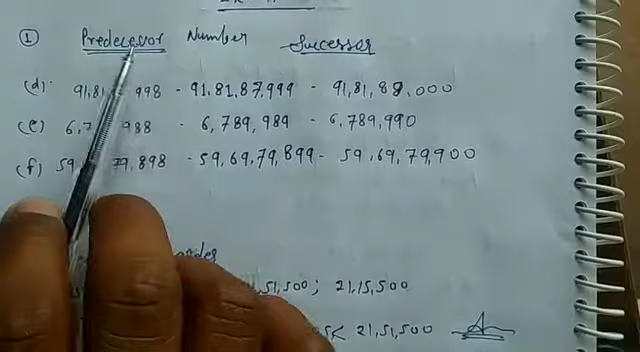 ① Predecessor Number Successor
(d) 91,81 998 - 91,81,87,999 - 91,81,88,000
(e) 6,7 988 - 6,789,989 - 6,789,990
(f) 59, 79,898 - 59,69,79,899 - 59,69,79,900
order
51,500; 21,15,500
< 21,51,500